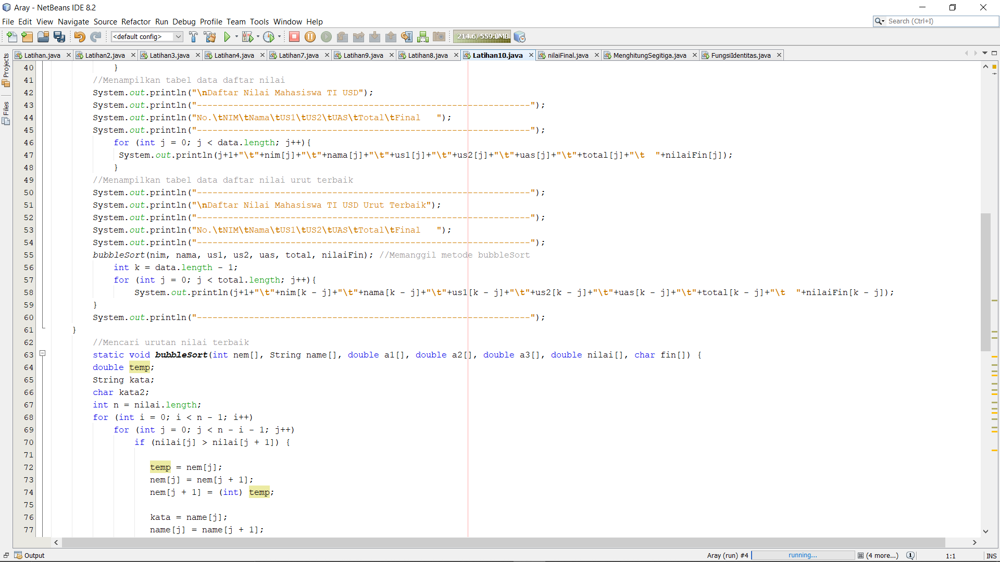 Aray - NetBeans IDE 8.2
File Edit View Navigate Source Refactor Run Debug Profile Team Tools Window Help
Search (Ctrl+I)
<default config>
214.6/559.0MB
Latihan.java Latihan2.java Latihan3.java Latihan4.java Latihan7.java Latihan9.java Latihan8.java Latihan10.java nilaiFinal.java MenghitungSegitiga.java FungsiIdentitas.java
Projects
Files
40 }
41 //Menampilkan tabel data daftar nilai
42 System.out.println("\nDaftar Nilai Mahasiswa TI USD");
43 System.out.println("----------------------------------------------------------------");
44 System.out.println("No.\tNIM\tNama\tUS1\tUS2\tUAS\tTotal\tFinal   ");
45 System.out.println("----------------------------------------------------------------");
46 for (int j = 0; j < data.length; j++){
47 System.out.println(j+1+"\t"+nim[j]+"\t"+nama[j]+"\t"+us1[j]+"\t"+us2[j]+"\t"+uas[j]+"\t"+total[j]+"\t  "+nilaiFin[j]);
48 }
49 //Menampilkan tabel data daftar nilai urut terbaik
50 System.out.println("----------------------------------------------------------------");
51 System.out.println("\nDaftar Nilai Mahasiswa TI USD Urut Terbaik");
52 System.out.println("----------------------------------------------------------------");
53 System.out.println("No.\tNIM\tNama\tUS1\tUS2\tUAS\tTotal\tFinal   ");
54 System.out.println("----------------------------------------------------------------");
55 bubbleSort(nim, nama, us1, us2, uas, total, nilaiFin); //Memanggil metode bubbleSort
56 int k = data.length - 1;
57 for (int j = 0; j < total.length; j++){
58 System.out.println(j+1+"\t"+nim[k - j]+"\t"+nama[k - j]+"\t"+us1[k - j]+"\t"+us2[k - j]+"\t"+uas[k - j]+"\t"+total[k - j]+"\t  "+nilaiFin[k - j]);
59 }
60 System.out.println("----------------------------------------------------------------");
61 }
62 //Mencari urutan nilai terbaik
63 static void bubbleSort(int nem[], String name[], double a1[], double a2[], double a3[], double nilai[], char fin[]) {
64 double temp;
65 String kata;
66 char kata2;
67 int n = nilai.length;
68 for (int i = 0; i < n - 1; i++)
69 for (int j = 0; j < n - i - 1; j++)
70 if (nilai[j] > nilai[j + 1]) {
71
72 temp = nem[j];
73 nem[j] = nem[j + 1];
74 nem[j + 1] = (int) temp;
75
76 kata = name[j];
77 name[j] = name[j + 1];
Output
Aray (run) #4 running... (4 more...) 1:1 INS